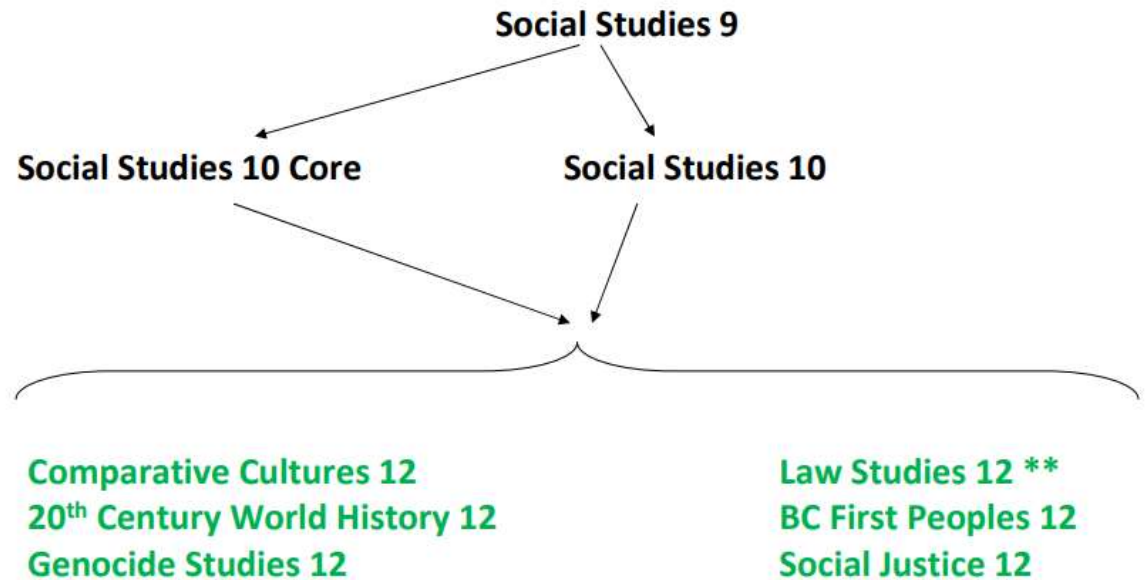 Social Studies 9
Social Studies 10 Core
Social Studies 10
Comparative Cultures 12
20th Century World History 12
Genocide Studies 12
Law Studies 12 **
BC First Peoples 12
Social Justice 12